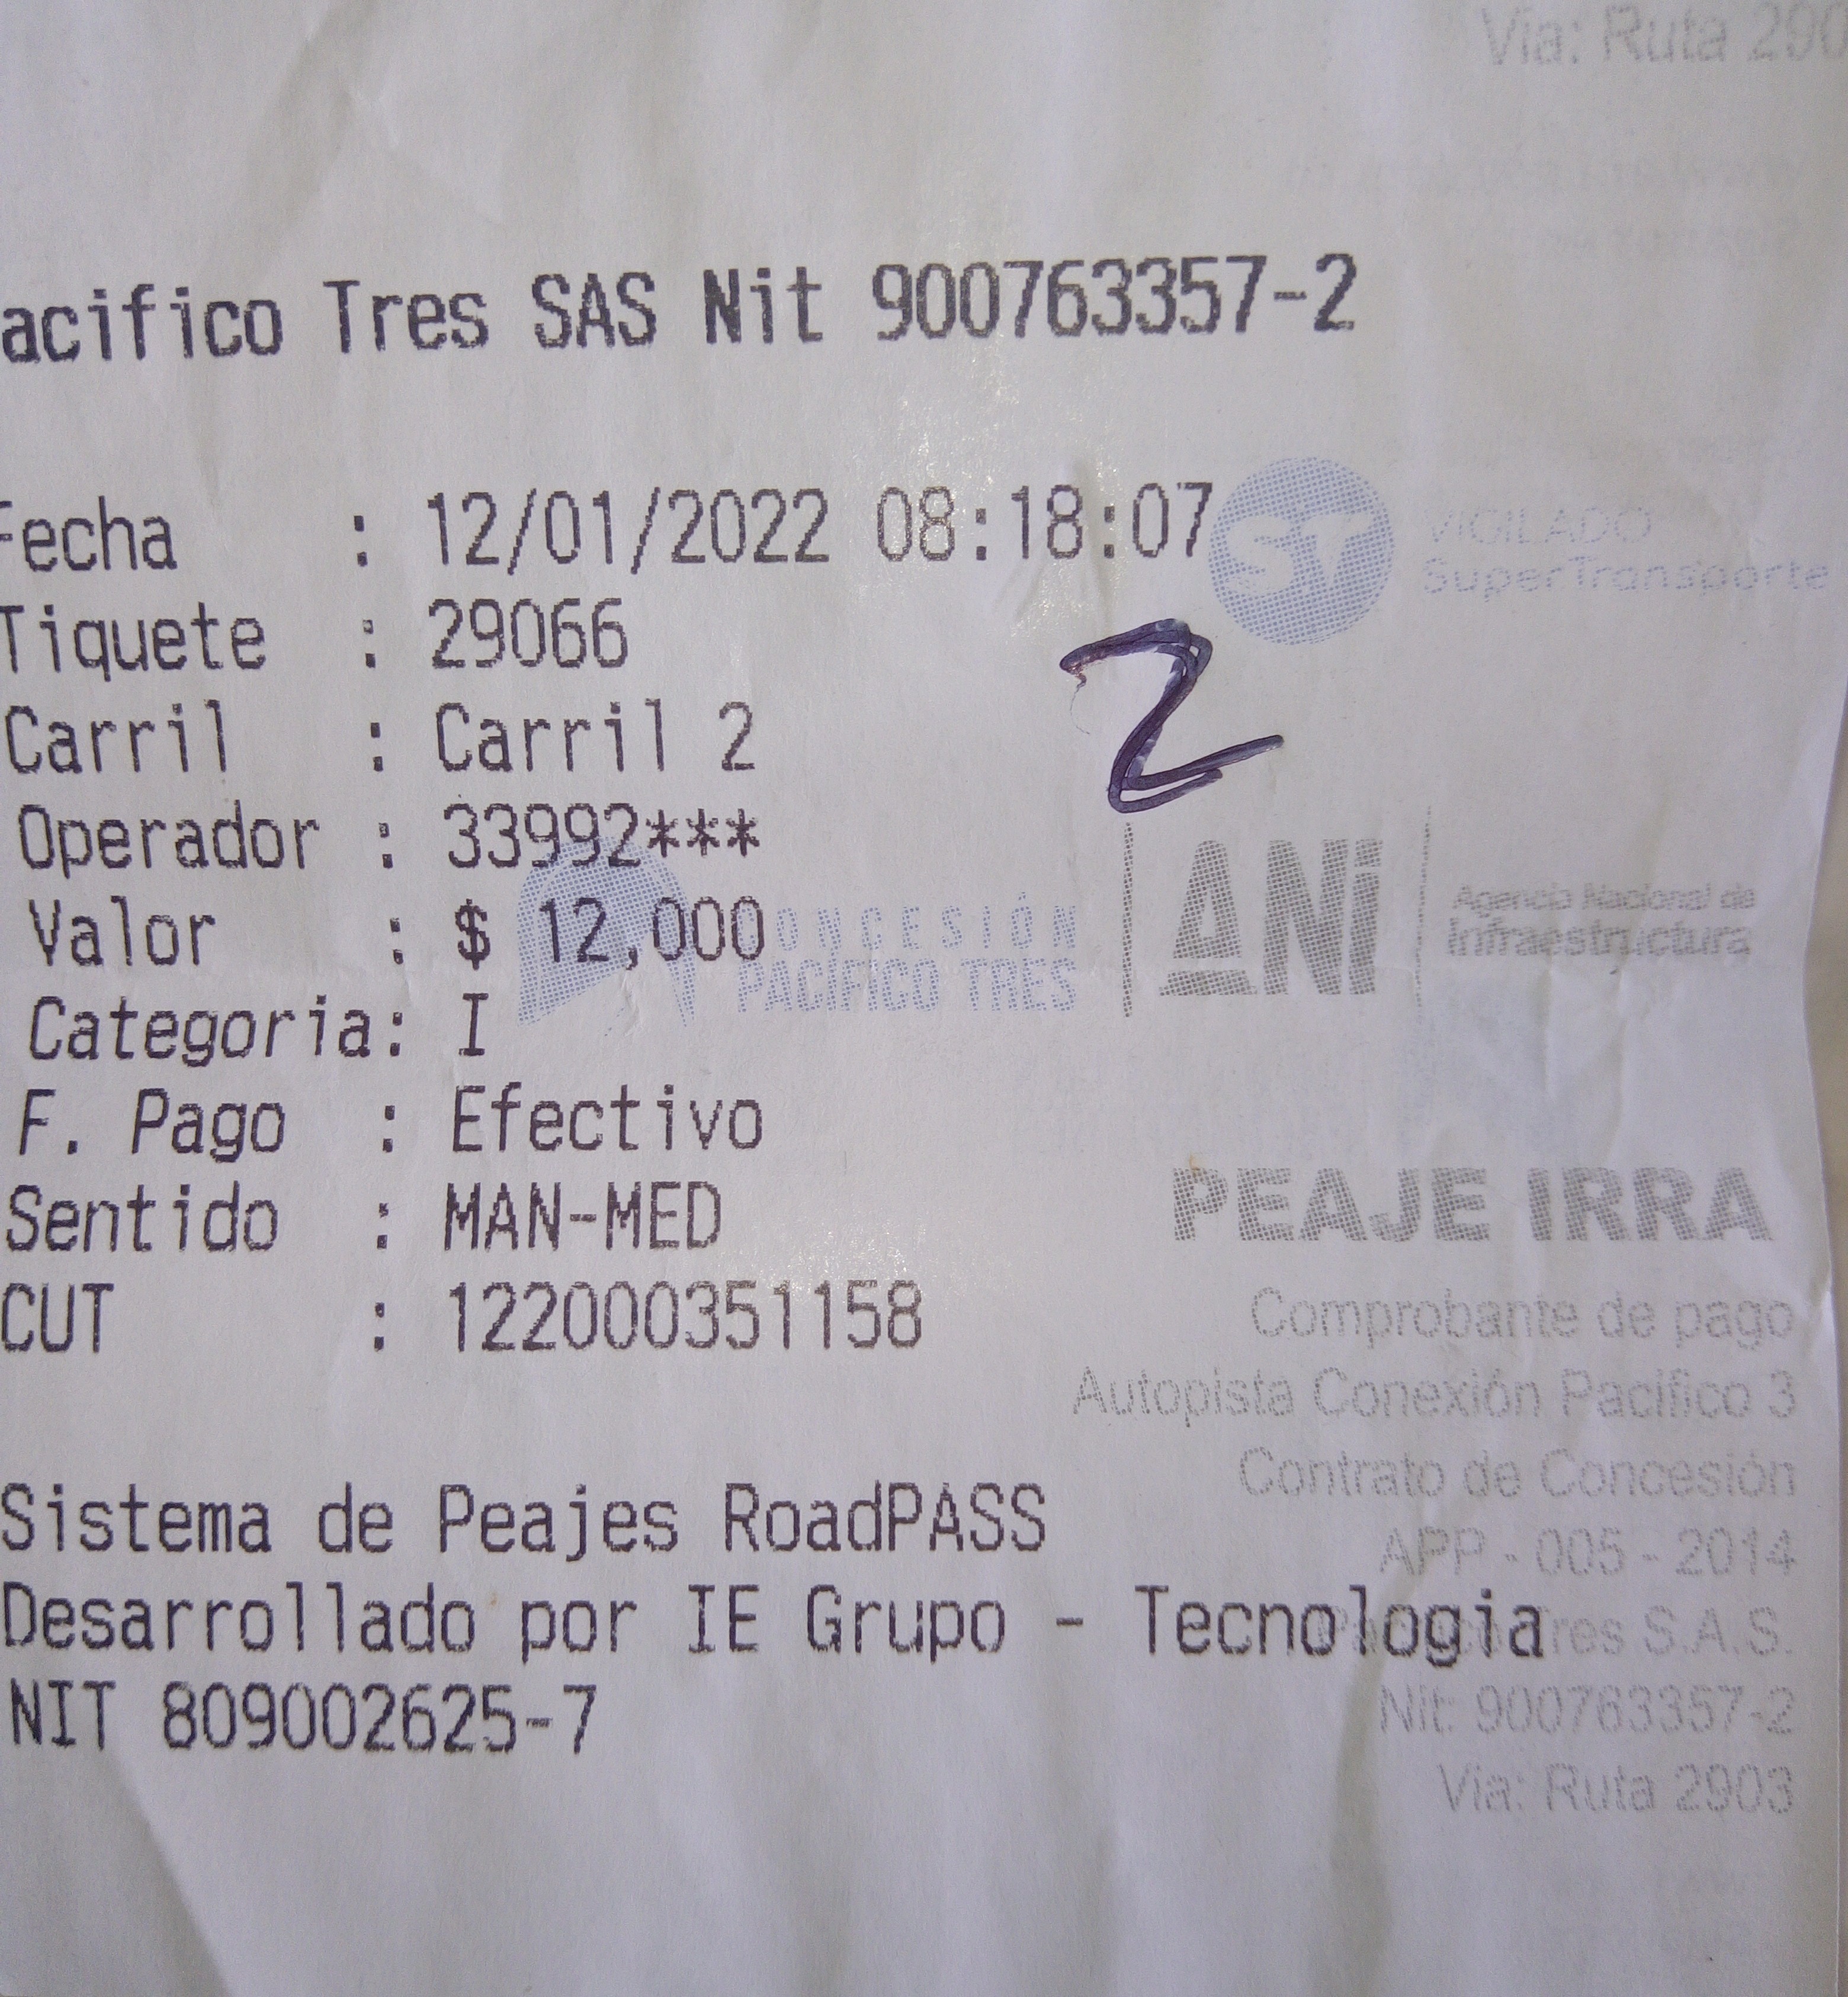 Via: Ruta 290
acifico Tres SAS Nit 900763357-2
Fecha : 12/01/2022 08:18:07
ST VIGILADO
SuperTransporte
Tiquete : 29066
2
Carril : Carril 2
Operador : 33992***
Valor : $ 12,000
ONCESIÓN
PACÍFICO TRES
ANI
Agencia Nacional de
Infraestructura
Categoria: I
F. Pago : Efectivo
Sentido : MAN-MED
PEAJE IRRA
CUT : 122000351158
Comprobante de pago
Autopista Conexión Pacifico 3
Contrato de Concesión
Sistema de Peajes RoadPASS
APP - 005 - 2014
Desarrollado por IE Grupo - Tecnologia
Tres S.A.S.
NIT 809002625-7
Nit: 900763357-2
Via: Ruta 2903